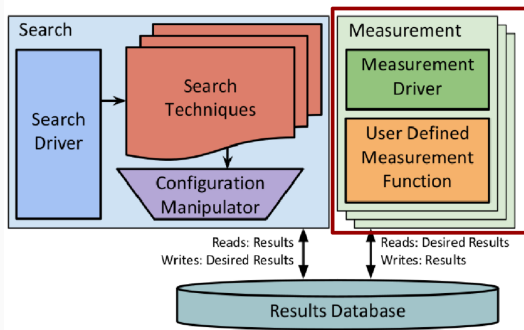 Search
Search
Driver
Search
Techniques
Configuration
Manipulator
Measurement
Measurement
Driver
User Defined
Measurement
Function
Reads: Results
Writes: Desired Results
Reads: Desired Results
Writes: Results
Results Database